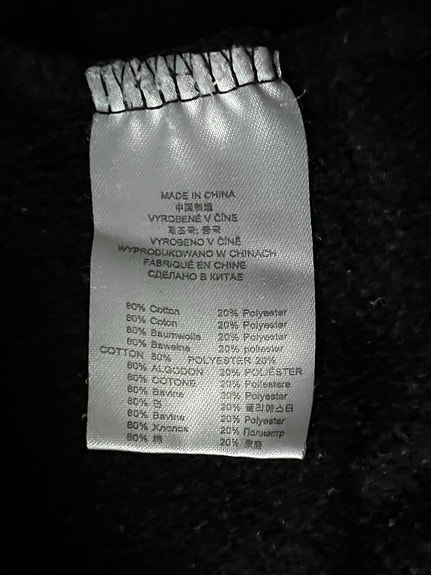 MADE IN CHINA
中国制造
VYROBENÉ V ČÍNE
제조국: 중국
VYROBENO V ČÍNĚ
WYPRODUKOWANO W CHINACH
FABRIQUÉ EN CHINE
СДЕЛАНО В КИТАЕ
80% Cotton 20% Polyester
80% Coton 20% Polyester
80% Baumwolle 20% Polyester
80% Baweina 20% poliester
COTTON 80% POLYESTER 20%
80% ALGODON 20% POLIÉSTER
80% COTONE 20% Poliestere
80% Bavlna 20% Polyester
80% 면 20% 폴리에스터
80% Bavlna 20% Polyester
80% Хлопок 20% Полиэстр
80% 棉 20%